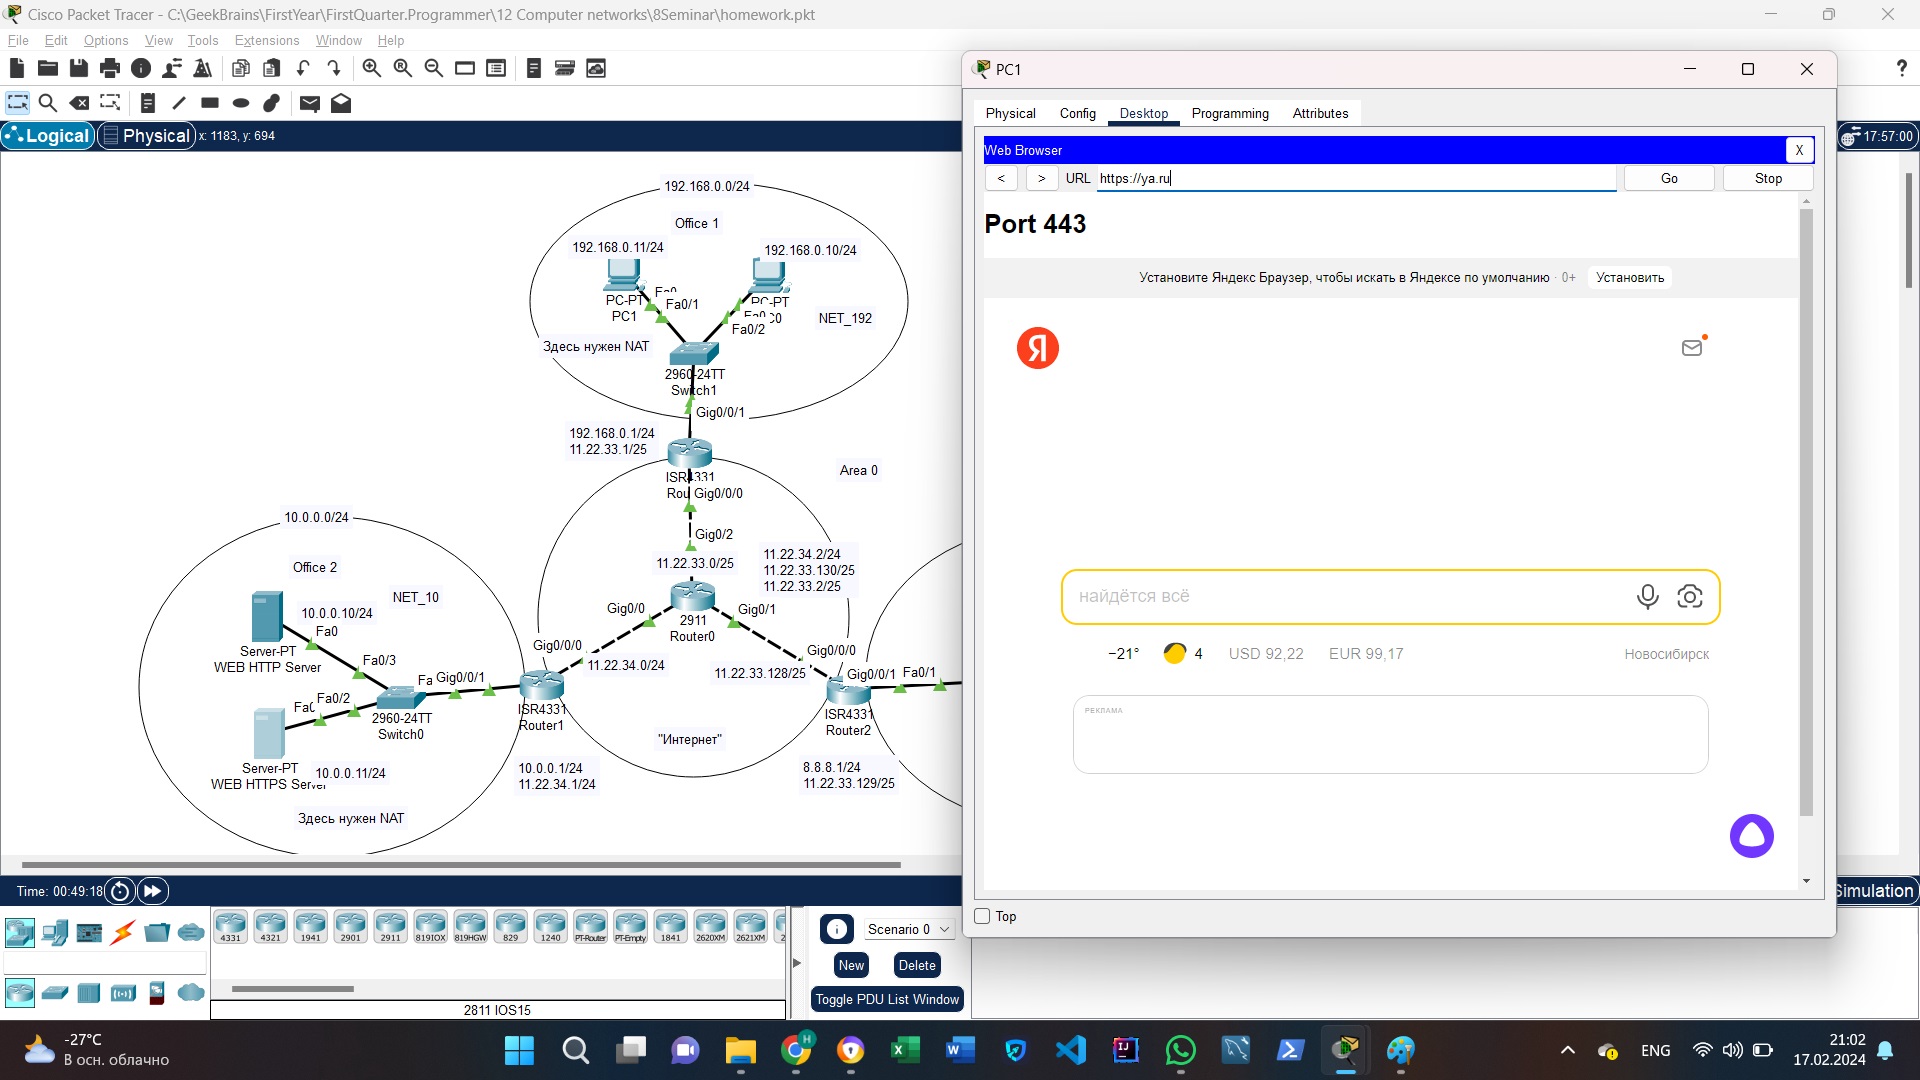 Cisco Packet Tracer - C:\GeekBrains\FirstYear\FirstQuarter.Programmer\12 Computer networks\8Seminar\homework.pkt
File Edit Options View Tools Extensions Window Help
Logical Physical x: 1183, y: 694
17:57:00
192.168.0.0/24
Office 1
192.168.0.11/24
192.168.0.10/24
PC-PT
PC1
Fa0/1
PC-PT
Fa0/2
NET_192
Здесь нужен NAT
2960-24TT
Switch1
Gig0/0/1
192.168.0.1/24
11.22.33.1/25
ISR4331
Gig0/0/0
Area 0
Gig0/2
11.22.33.0/25
11.22.34.2/24
11.22.33.130/25
11.22.33.2/25
10.0.0.0/24
Office 2
NET_10
10.0.0.10/24
Fa0
Server-PT
WEB HTTP Server
Fa0/3
Gig0/0
Gig0/1
2911
Router0
Gig0/0/0
11.22.34.0/24
Gig0/0/0
11.22.33.128/25
Fa0/2
Gig0/0/1
Gig0/0/1
Fa0/1
2960-24TT
Switch0
ISR4331
Router1
ISR4331
Router2
"Интернет"
Server-PT
WEB HTTPS Server
10.0.0.11/24
10.0.0.1/24
11.22.34.1/24
8.8.8.1/24
11.22.33.129/25
Здесь нужен NAT
PC1
Physical Config Desktop Programming Attributes
Web Browser X
< > URL https://ya.ru Go Stop
Port 443
Установите Яндекс Браузер, чтобы искать в Яндексе по умолчанию · 0+ Установить
Я
найдётся всё
−21° 4 USD 92,22 EUR 99,17 Новосибирск
РЕКЛАМА
Top
Time: 00:49:18
Simulation
4331 4321 1941 2901 2911 819IOX 819HGW 829 1240 PT-Router PT-Empty 1841 2620XM 2621XM
2811 IOS15
Scenario 0
New Delete
Toggle PDU List Window
-27°C
В осн. облачно
ENG
21:02
17.02.2024